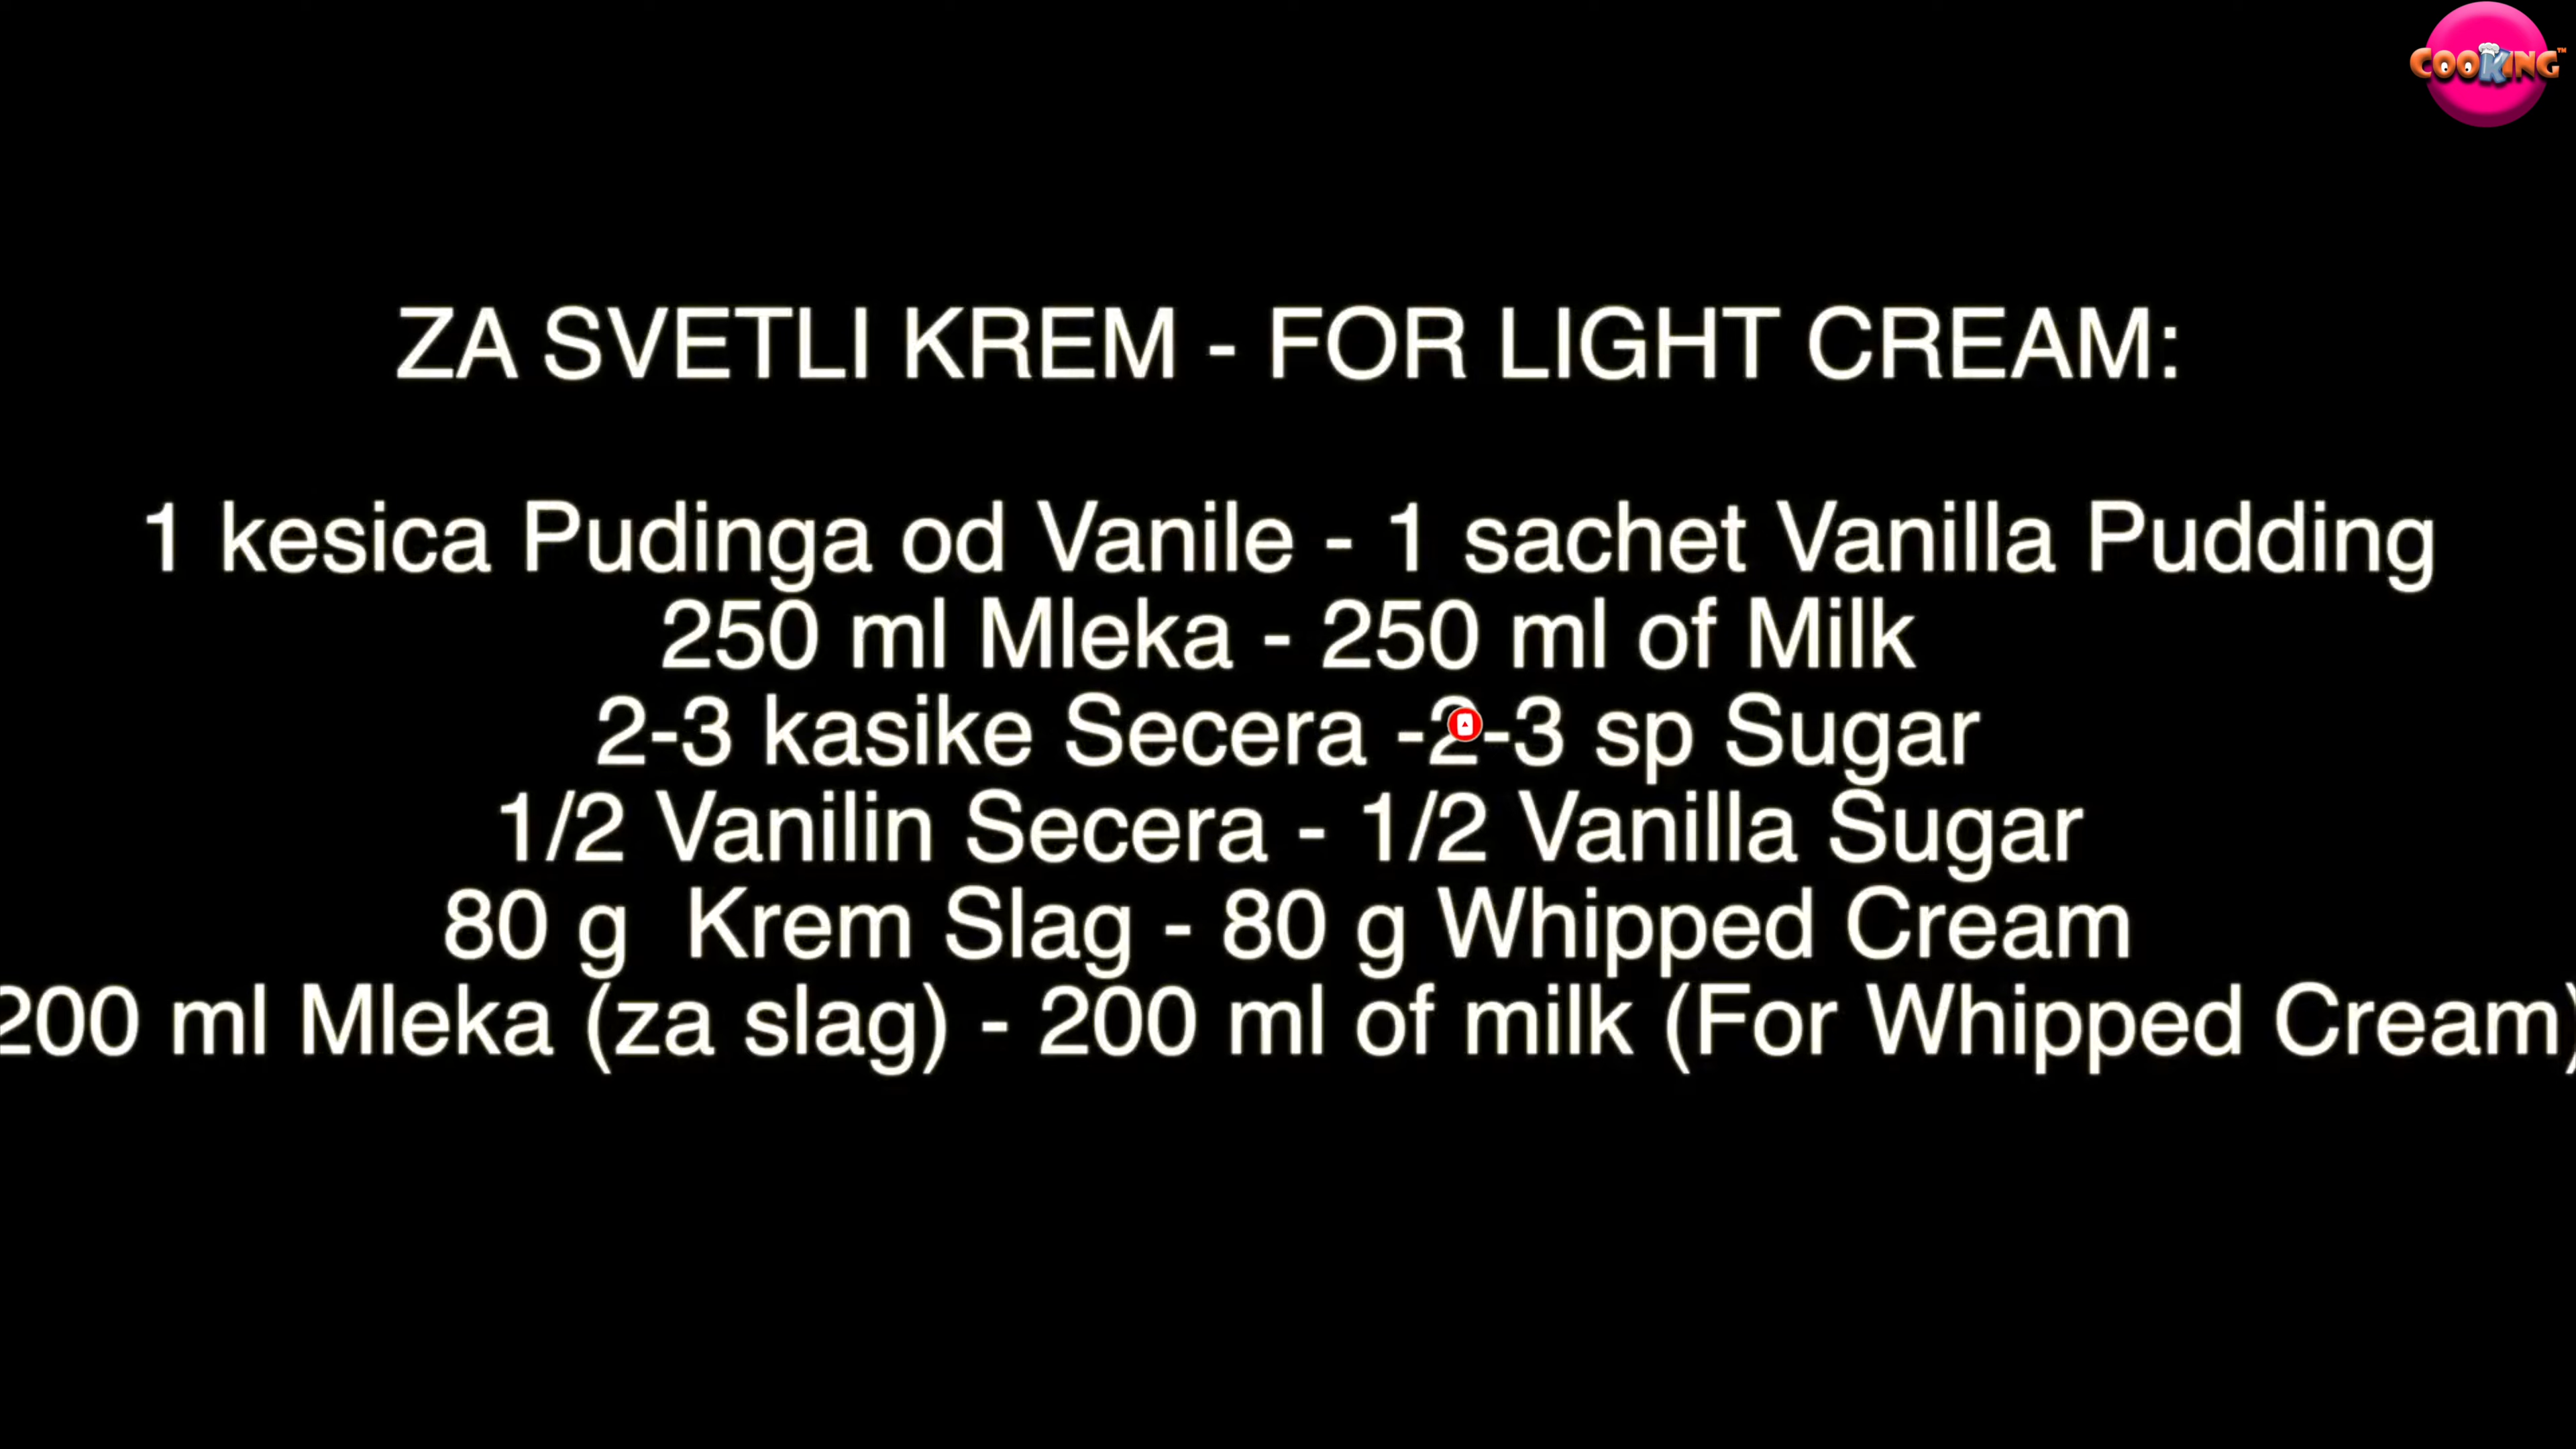 COOKING™
ZA SVETLI KREM - FOR LIGHT CREAM:
1 kesica Pudinga od Vanile - 1 sachet Vanilla Pudding
250 ml Mleka - 250 ml of Milk
2-3 kasike Secera -2-3 sp Sugar
1/2 Vanilin Secera - 1/2 Vanilla Sugar
80 g  Krem Slag - 80 g Whipped Cream
200 ml Mleka (za slag) - 200 ml of milk (For Whipped Cream)